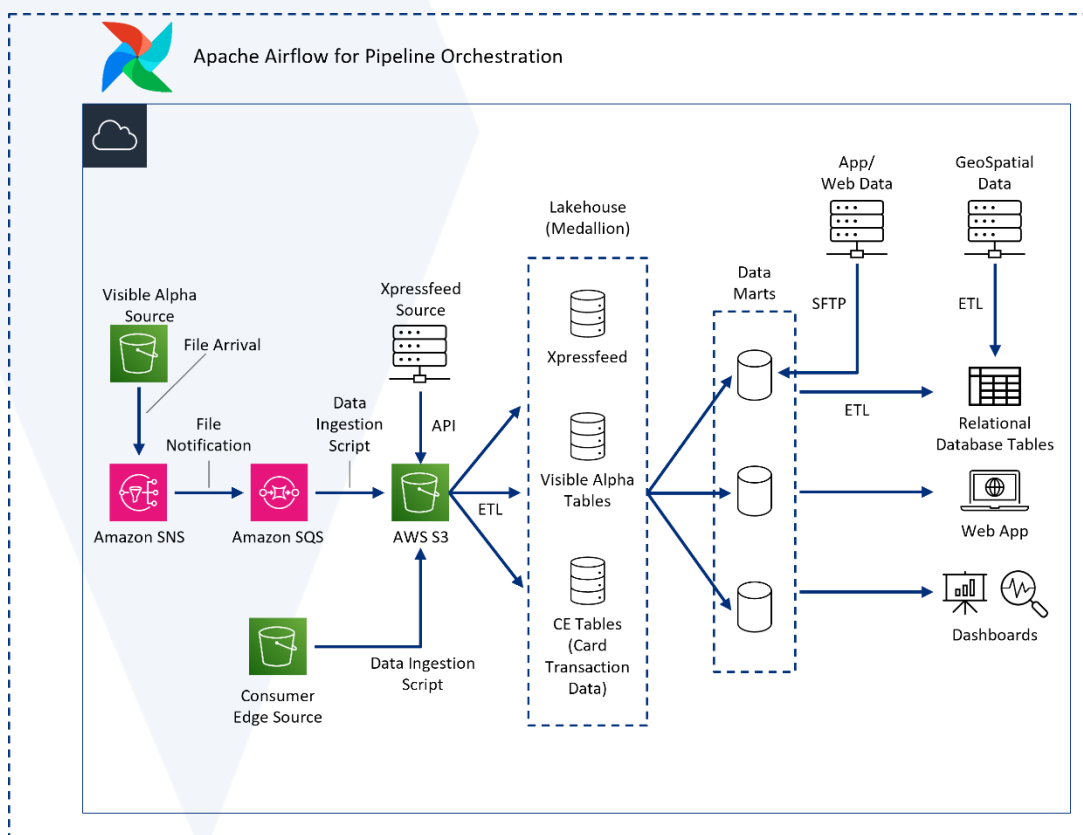 Apache Airflow for Pipeline Orchestration
App/
Web Data
GeoSpatial
Data
Lakehouse
(Medallion)
Data
Marts
SFTP
ETL
Visible Alpha
Source
Xpressfeed
Source
File Arrival
Xpressfeed
File
Notification
Data
Ingestion
Script
API
ETL
Relational
Database Tables
Visible Alpha
Tables
ETL
Amazon SNS
Amazon SQS
AWS S3
Web App
CE Tables
(Card
Transaction
Data)
Dashboards
Data Ingestion
Script
Consumer
Edge Source